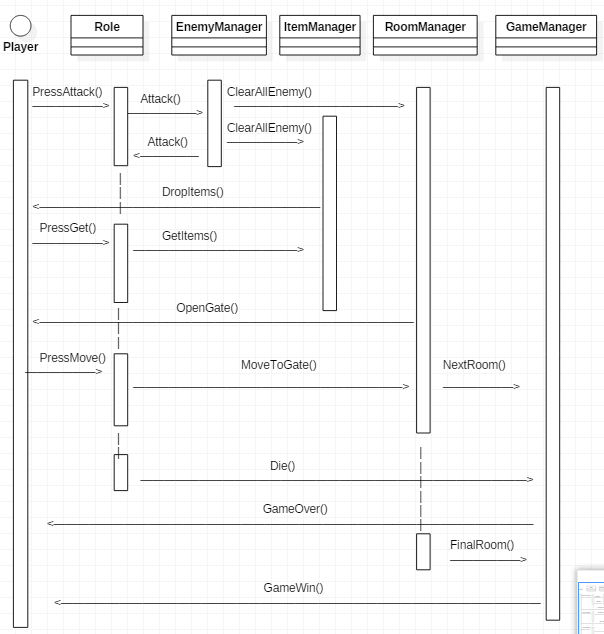 Player
Role
EnemyManager
ItemManager
RoomManager
GameManager
PressAttack()
Attack()
ClearAllEnemy()
ClearAllEnemy()
Attack()
DropItems()
PressGet()
GetItems()
OpenGate()
PressMove()
MoveToGate()
NextRoom()
Die()
GameOver()
FinalRoom()
GameWin()